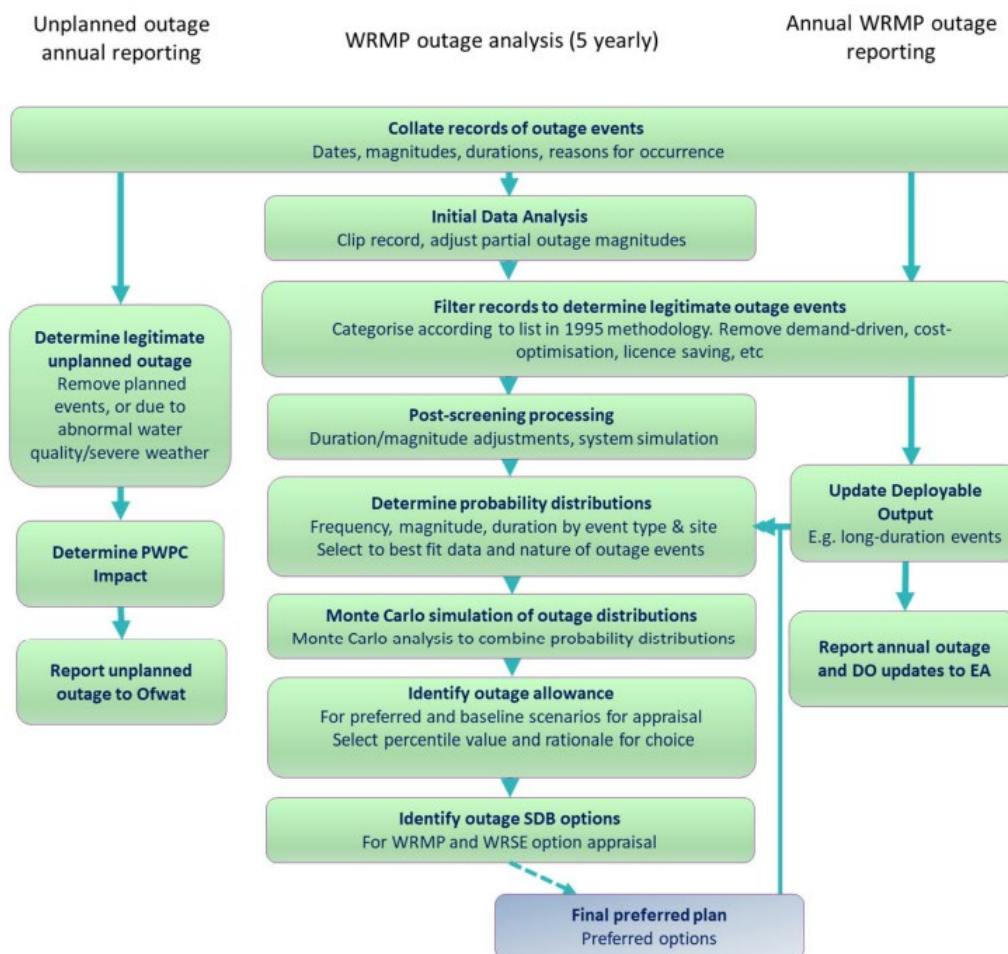 Unplanned outage
annual reporting
WRMP outage analysis (5 yearly)
Annual WRMP outage
reporting
Collate records of outage events
Dates, magnitudes, durations, reasons for occurrence
Initial Data Analysis
Clip record, adjust partial outage magnitudes
Filter records to determine legitimate outage events
Categorise according to list in 1995 methodology. Remove demand-driven, cost-
optimisation, licence saving, etc
Determine legitimate
unplanned outage
Remove planned
events, or due to
abnormal water
quality/severe weather
Post-screening processing
Duration/magnitude adjustments, system simulation
Determine probability distributions
Frequency, magnitude, duration by event type & site
Select to best fit data and nature of outage events
Update Deployable
Output
E.g. long-duration events
Determine PWPC
Impact
Monte Carlo simulation of outage distributions
Monte Carlo analysis to combine probability distributions
Report annual outage
and DO updates to EA
Report unplanned
outage to Ofwat
Identify outage allowance
For preferred and baseline scenarios for appraisal
Select percentile value and rationale for choice
Identify outage SDB options
For WRMP and WRSE option appraisal
Final preferred plan
Preferred options